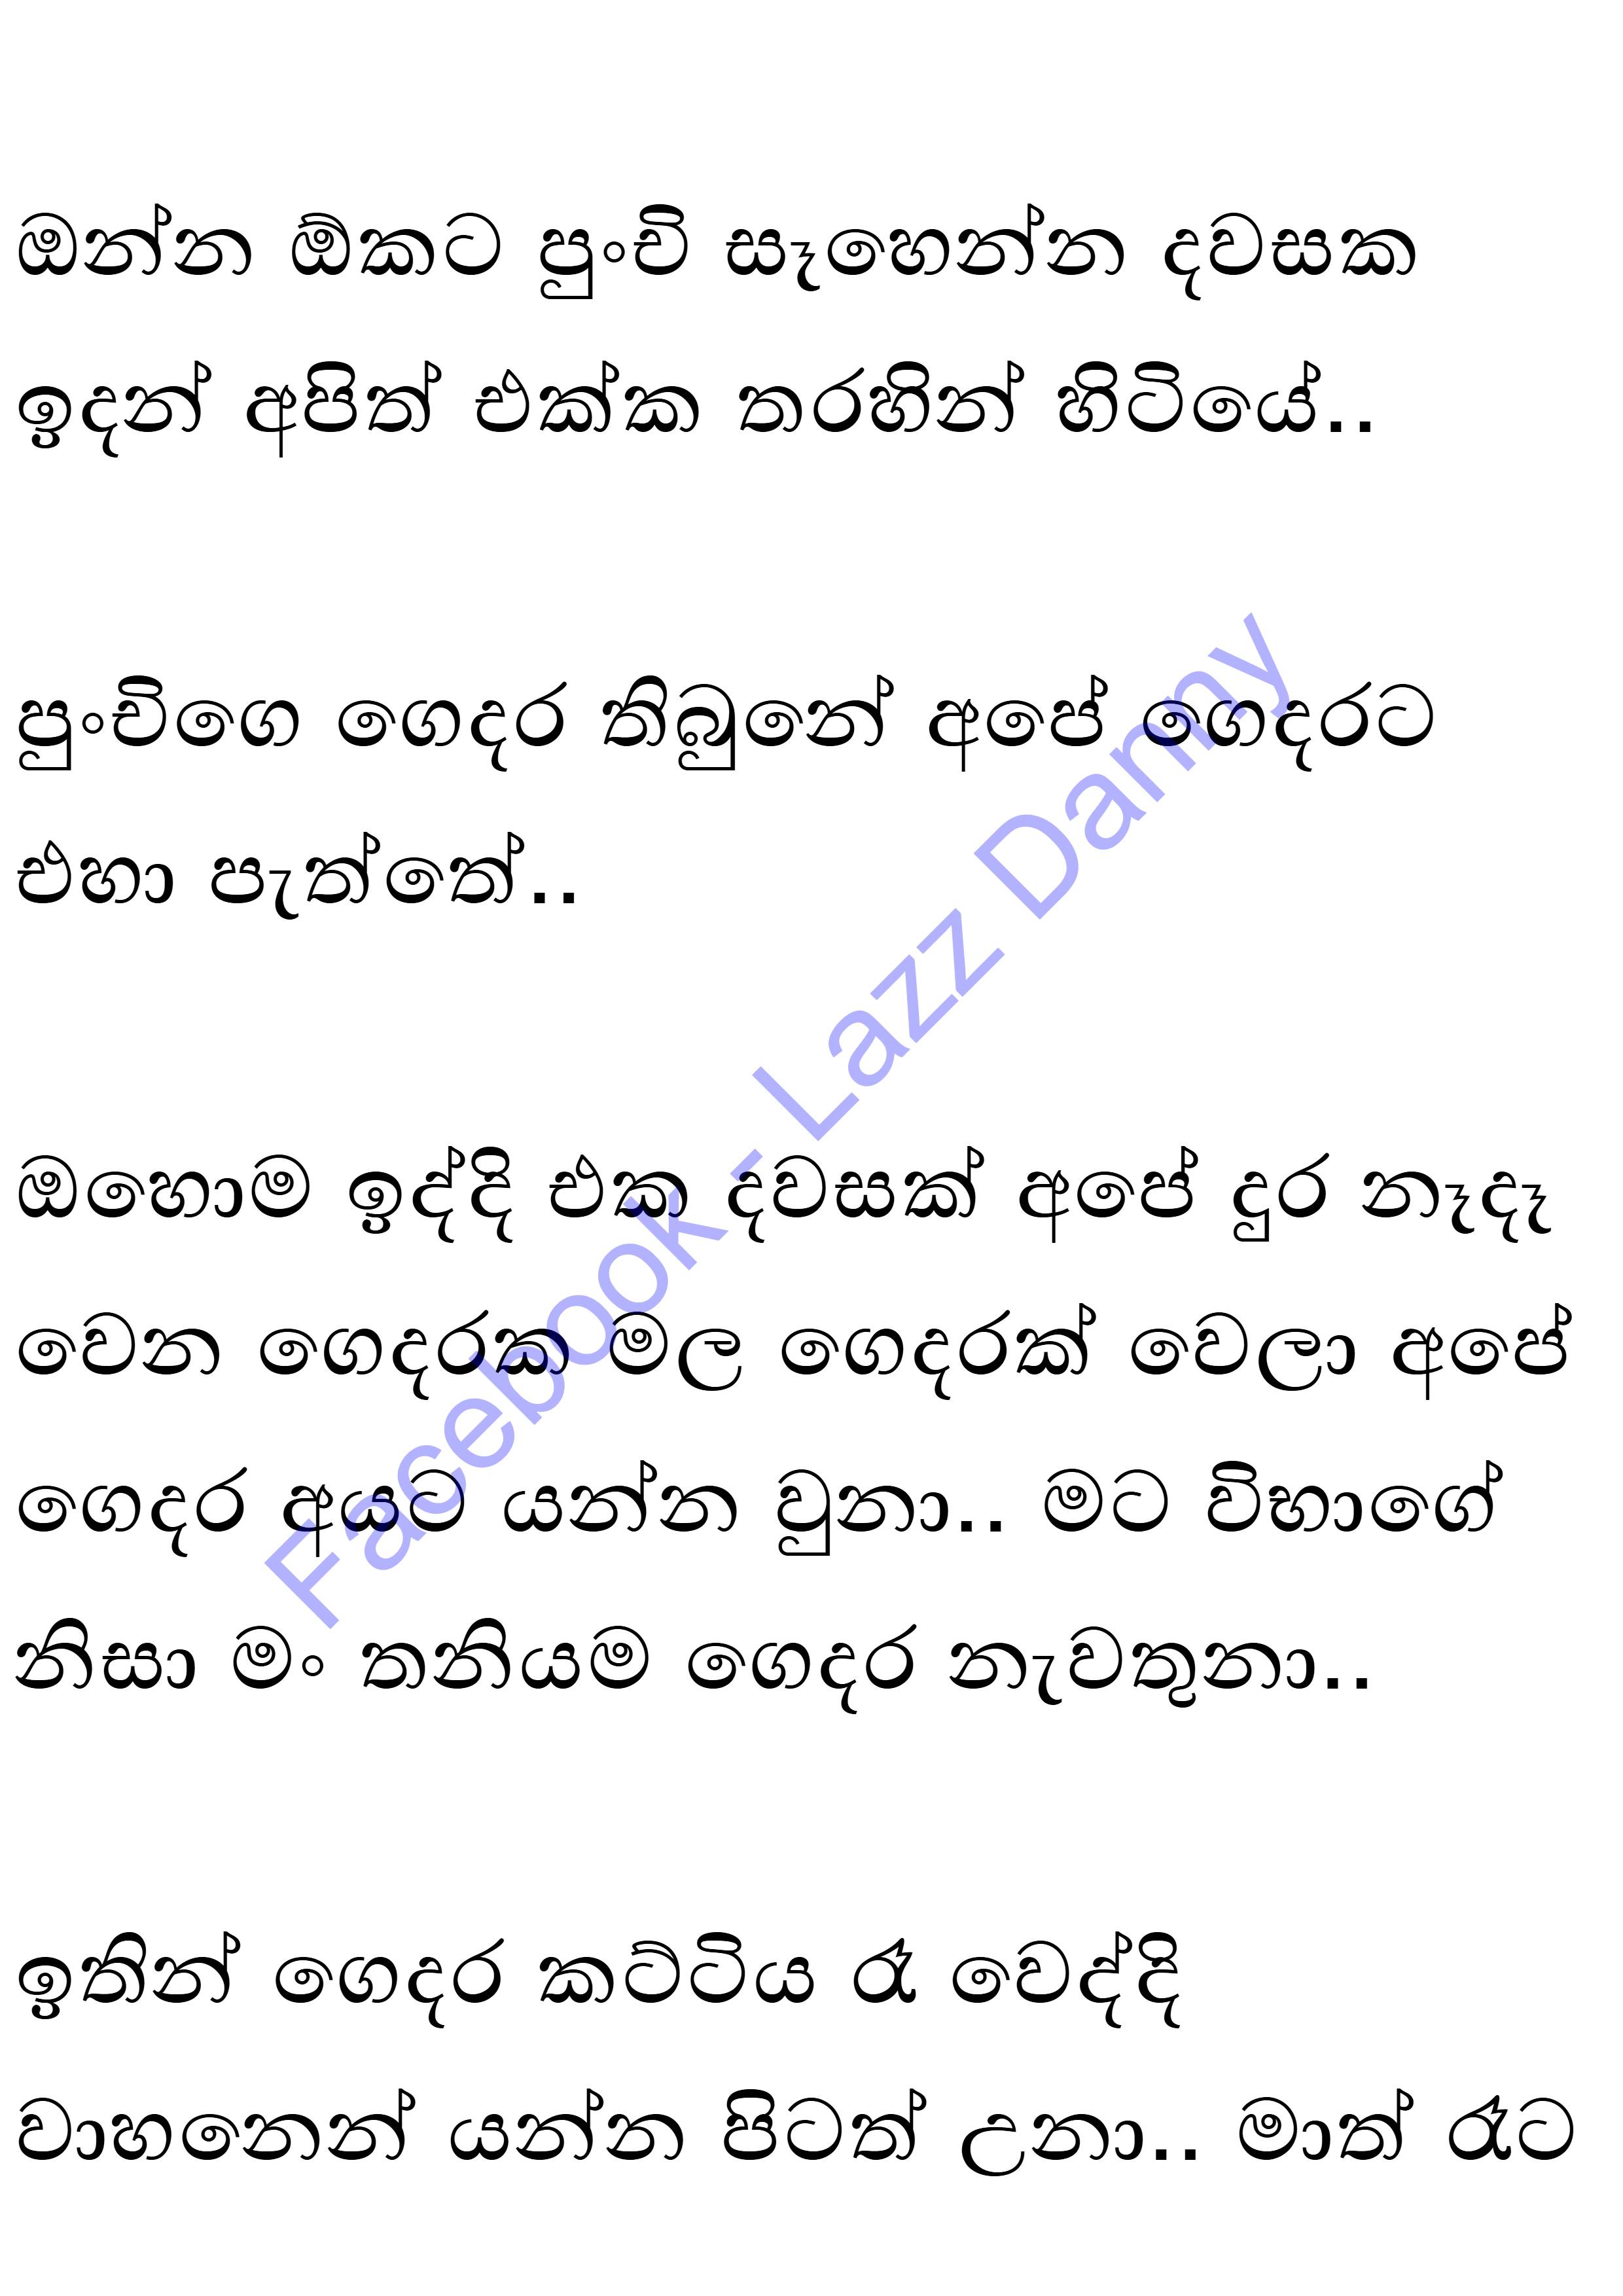 ඔන්න ඕකට පුංචි සෑහෙන්න දවසක
ඉදන් අපිත් එක්ක තරහින් හිටියේ..
පුංචිගෙ ගෙදර තිබුනේ අපේ ගෙදරට
එහා පැත්තේ..
ඔහොම ඉද්දි එක දවසක් අපේ දුර නෑදෑ
වෙන ගෙදරක මල ගෙදරක් වෙලා අපේ
ගෙදර අයට යන්න වුනා.. මට විභාගේ
නිසා මං තනියම ගෙදර නැවතුනා..
ඉතින් ගෙදර කට්ටිය රෑ වෙද්දි
වාහනෙන් යන්න පිටත් උනා.. මාත් රෑට
Facebook - Lazz Danny